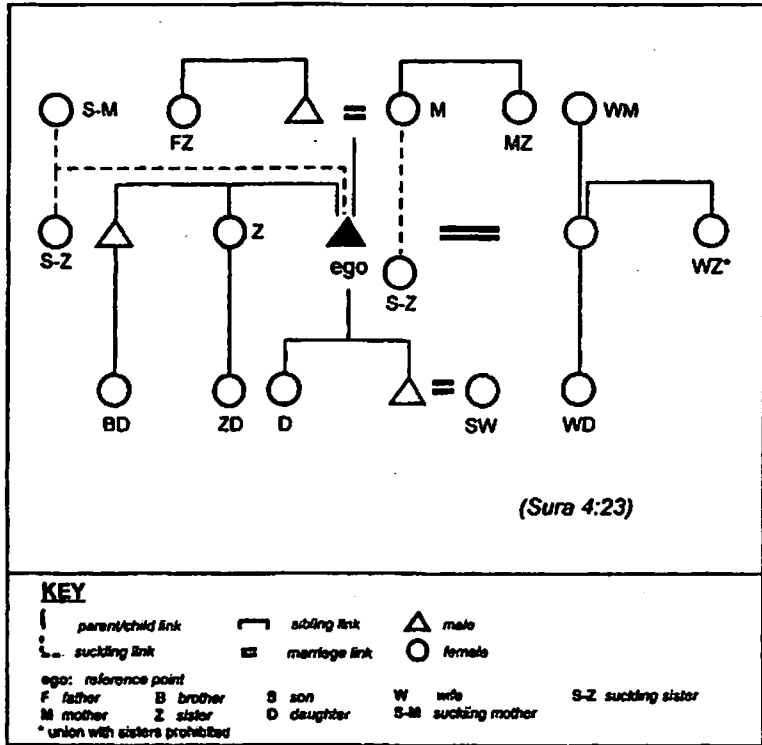 S-M
FZ
=
M
MZ
WM
S-Z
Z
ego
S-Z
WZ*
BD
ZD
D
=
SW
WD
(Sura 4:23)
KEY
parent/child link sibling link male
suckling link = marriage link female
ego: reference point
F father B brother S son W wife S-Z suckling sister
M mother Z sister D daughter S-M suckling mother
* union with sisters prohibited